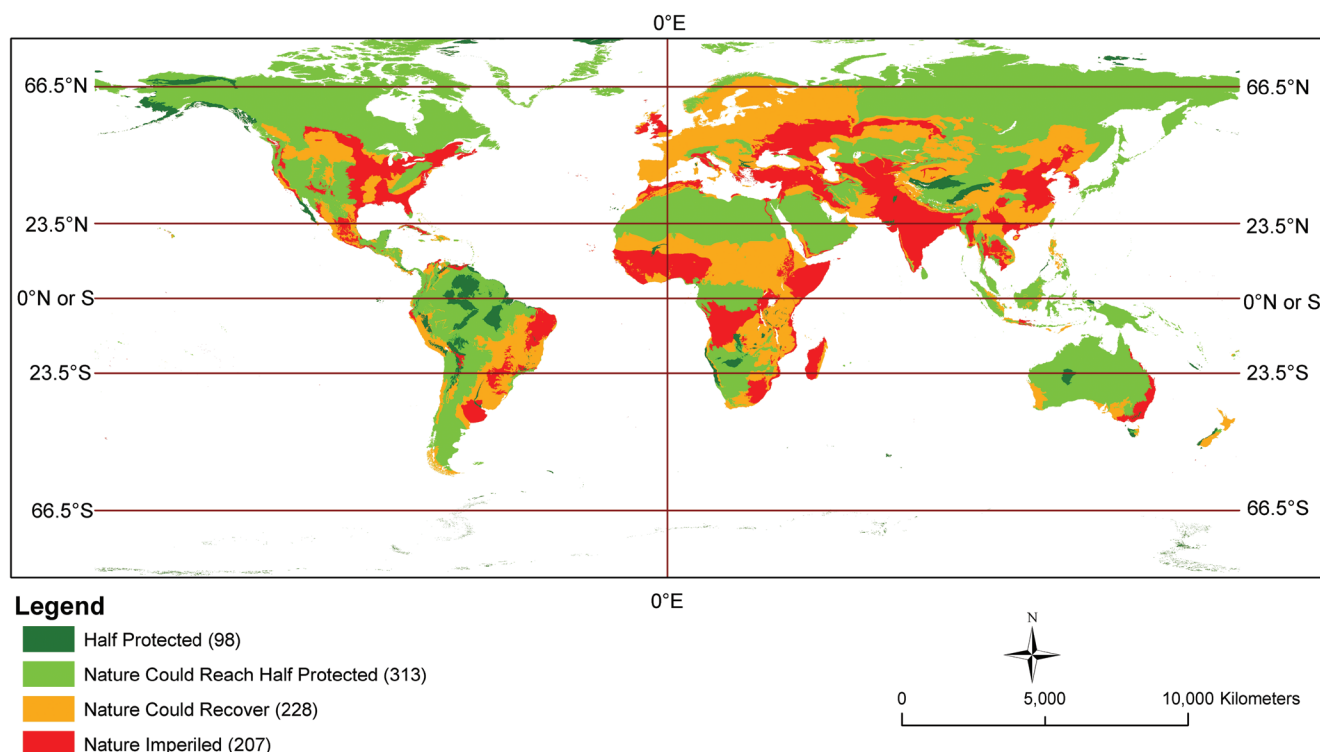 0°E
66.5°N 66.5°N
23.5°N 23.5°N
0°N or S 0°N or S
23.5°S 23.5°S
66.5°S 66.5°S
0°E
Legend
Half Protected (98)
Nature Could Reach Half Protected (313)
Nature Could Recover (228)
Nature Imperiled (207)
N
0 5,000 10,000 Kilometers